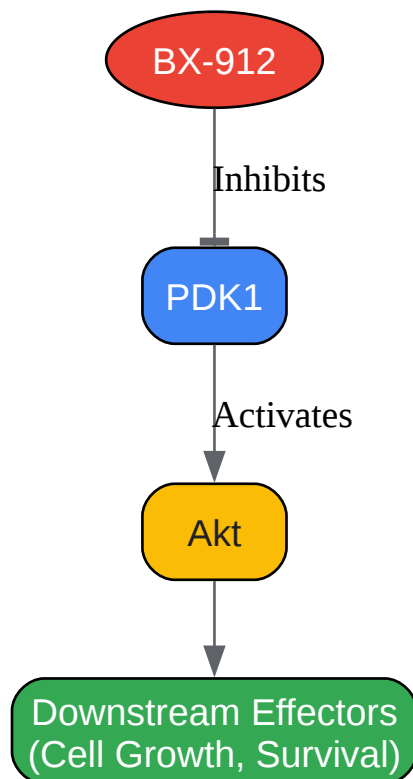 BX-912
Inhibits
PDK1
Activates
Akt
Downstream Effectors
(Cell Growth, Survival)